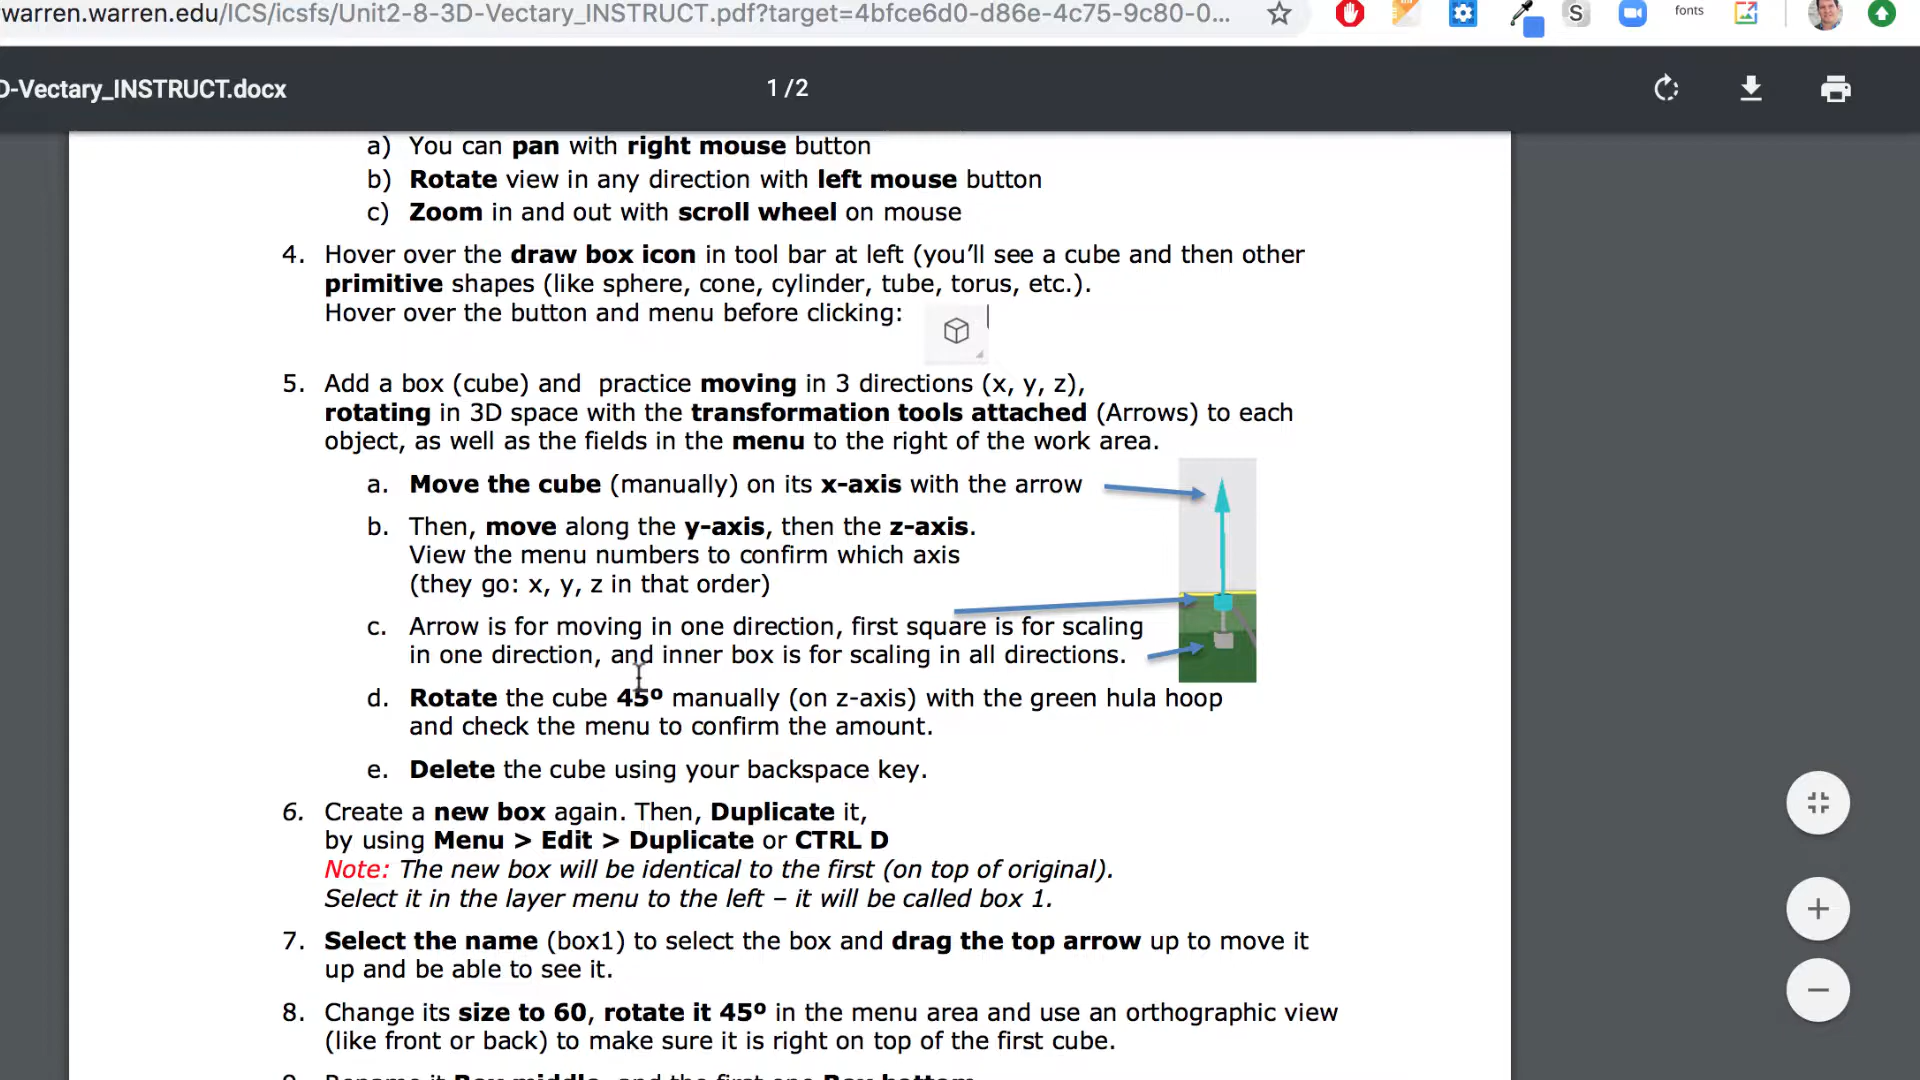 warren.warren.edu/ICS/icsfs/Unit2-8-3D-Vectary_INSTRUCT.pdf?target=4bfce6d0-d86e-4c75-9c80-0...
S
fonts
D-Vectary_INSTRUCT.docx
1 / 2
a) You can pan with right mouse button
b) Rotate view in any direction with left mouse button
c) Zoom in and out with scroll wheel on mouse
4. Hover over the draw box icon in tool bar at left (you’ll see a cube and then other
primitive shapes (like sphere, cone, cylinder, tube, torus, etc.).
Hover over the button and menu before clicking:
5. Add a box (cube) and practice moving in 3 directions (x, y, z),
rotating in 3D space with the transformation tools attached (Arrows) to each
object, as well as the fields in the menu to the right of the work area.
a. Move the cube (manually) on its x-axis with the arrow
b. Then, move along the y-axis, then the z-axis.
View the menu numbers to confirm which axis
(they go: x, y, z in that order)
c. Arrow is for moving in one direction, first square is for scaling
in one direction, and inner box is for scaling in all directions.
d. Rotate the cube 45º manually (on z-axis) with the green hula hoop
and check the menu to confirm the amount.
e. Delete the cube using your backspace key.
6. Create a new box again. Then, Duplicate it,
by using Menu > Edit > Duplicate or CTRL D
Note: The new box will be identical to the first (on top of original).
Select it in the layer menu to the left – it will be called box 1.
7. Select the name (box1) to select the box and drag the top arrow up to move it
up and be able to see it.
8. Change its size to 60, rotate it 45º in the menu area and use an orthographic view
(like front or back) to make sure it is right on top of the first cube.
9. Rename it Box middle, and the first one Box bottom